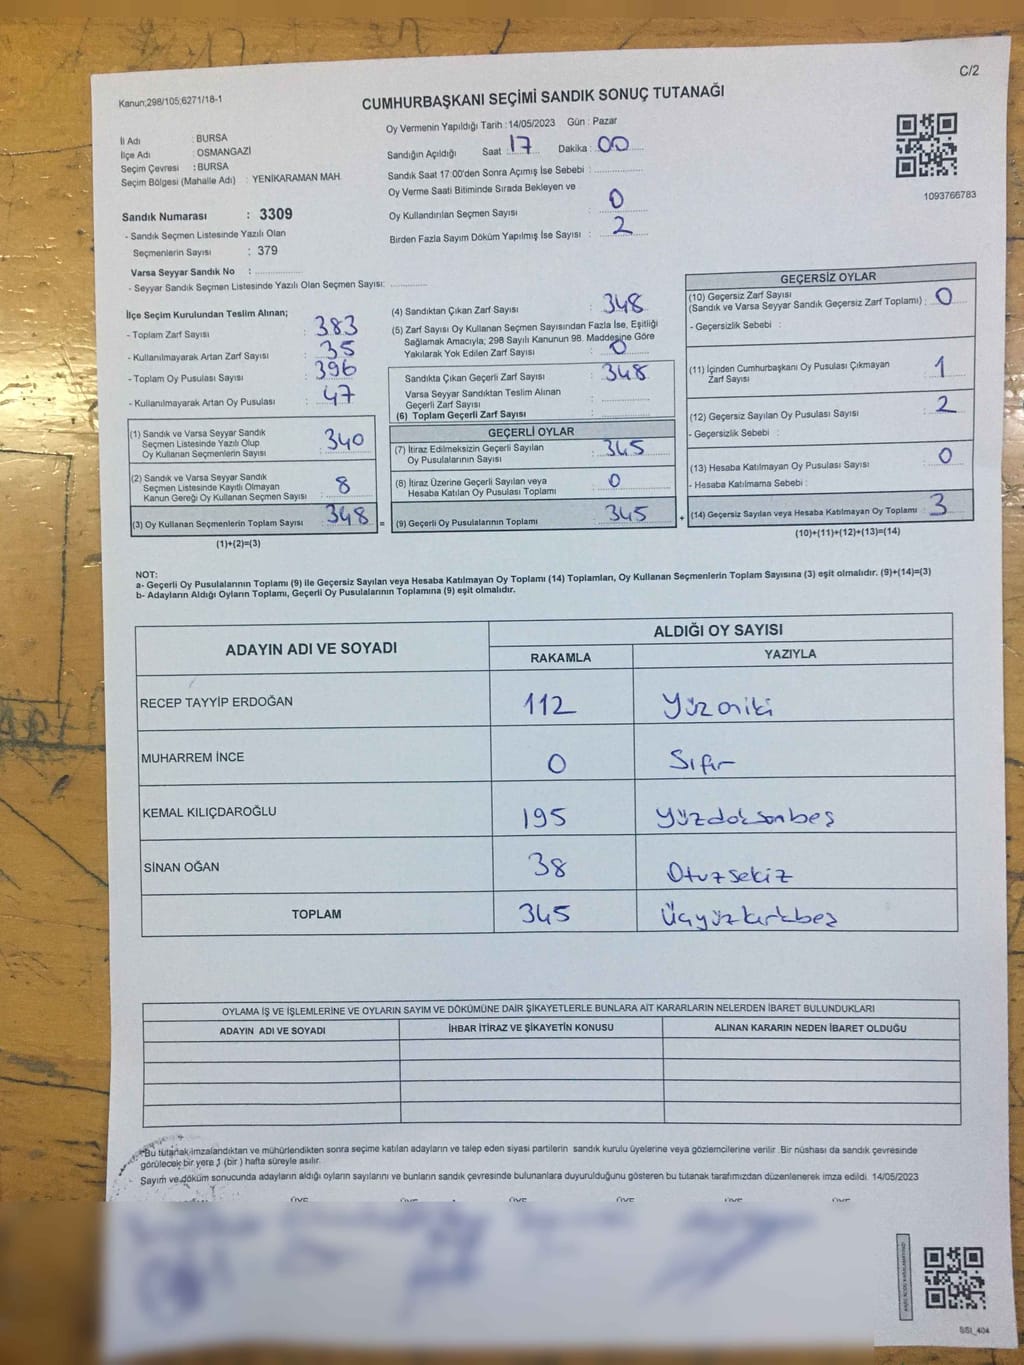 C/2
Kanun;298/105;6271/18-1
CUMHURBAŞKANI SEÇİMİ SANDIK SONUÇ TUTANAĞI
İl Adı : BURSA
İlçe Adı : OSMANGAZİ
Seçim Çevresi : BURSA
Seçim Bölgesi (Mahalle Adı) : YENİKARAMAN MAH.
Sandık Numarası : 3309
- Sandık Seçmen Listesinde Yazılı Olan
Seçmenlerin Sayısı : 379
Varsa Seyyar Sandık No : ................
- Seyyar Sandık Seçmen Listesinde Yazılı Olan Seçmen Sayısı: ............
Oy Vermenin Yapıldığı Tarih : 14/05/2023 Gün : Pazar
Sandığın Açıldığı Saat : 17 Dakika : 00
Sandık Saat 17:00'den Sonra Açımış İse Sebebi : ................
Oy Verme Saati Bitiminde Sırada Bekleyen ve
Oy Kullandırılan Seçmen Sayısı : 0
Birden Fazla Sayım Döküm Yapılmış İse Sayısı : 2
1093766783
İlçe Seçim Kurulundan Teslim Alınan;
- Toplam Zarf Sayısı : 383
- Kullanılmayarak Artan Zarf Sayısı : 35
- Toplam Oy Pusulası Sayısı : 396
- Kullanılmayarak Artan Oy Pusulası : 47
(1) Sandık ve Varsa Seyyar Sandık
Seçmen Listesinde Yazılı Olup
Oy Kullanan Seçmenlerin Sayısı : 340
(2) Sandık ve Varsa Seyyar Sandık
Seçmen Listesinde Kayıtlı Olmayan
Kanun Gereği Oy Kullanan Seçmen Sayısı : 8
(3) Oy Kullanan Seçmenlerin Toplam Sayısı : 348 =
(1)+(2)=(3)
(4) Sandıktan Çıkan Zarf Sayısı : 348
(5) Zarf Sayısı Oy Kullanan Seçmen Sayısından Fazla İse, Eşitliği
Sağlamak Amacıyla; 298 Sayılı Kanunun 98. Maddesine Göre
Yakılarak Yok Edilen Zarf Sayısı : 0
Sandıkta Çıkan Geçerli Zarf Sayısı : 348
Varsa Seyyar Sandıktan Teslim Alınan
Geçerli Zarf Sayısı : ................
(6) Toplam Geçerli Zarf Sayısı : ................
GEÇERLİ OYLAR
(7) İtiraz Edilmeksizin Geçerli Sayılan
Oy Pusulalarının Sayısı : 345
(8) İtiraz Üzerine Geçerli Sayılan veya
Hesaba Katılan Oy Pusulası Toplamı : 0
(9) Geçerli Oy Pusulalarının Toplamı : 345 +
GEÇERSİZ OYLAR
(10) Geçersiz Zarf Sayısı
(Sandık ve Varsa Seyyar Sandık Geçersiz Zarf Toplamı) : 0
- Geçersizlik Sebebi :
(11) İçinden Cumhurbaşkanı Oy Pusulası Çıkmayan
Zarf Sayısı : 1
(12) Geçersiz Sayılan Oy Pusulası Sayısı : 2
- Geçersizlik Sebebi :
(13) Hesaba Katılmayan Oy Pusulası Sayısı : 0
- Hesaba Katılmama Sebebi :
(14) Geçersiz Sayılan veya Hesaba Katılmayan Oy Toplamı : 3
(10)+(11)+(12)+(13)=(14)
NOT:
a- Geçerli Oy Pusulalarının Toplamı (9) ile Geçersiz Sayılan veya Hesaba Katılmayan Oy Toplamı (14) Toplamları, Oy Kullanan Seçmenlerin Toplam Sayısına (3) eşit olmalıdır. (9)+(14)=(3)
b- Adayların Aldığı Oyların Toplamı, Geçerli Oy Pusulalarının Toplamına (9) eşit olmalıdır.
ADAYIN ADI VE SOYADI
ALDIĞI OY SAYISI
RAKAMLA YAZIYLA
RECEP TAYYİP ERDOĞAN 112 Yüzoniki
MUHARREM İNCE 0 Sıfır
KEMAL KILIÇDAROĞLU 195 Yüzdoksanbeş
SİNAN OĞAN 38 Otuzsekiz
TOPLAM 345 Üçyüzkırkbeş
OYLAMA İŞ VE İŞLEMLERİNE VE OYLARIN SAYIM VE DÖKÜMÜNE DAİR ŞİKAYETLERLE BUNLARA AİT KARARLARIN NELERDEN İBARET BULUNDUKLARI
ADAYIN ADI VE SOYADI İHBAR İTİRAZ VE ŞİKAYETİN KONUSU ALINAN KARARIN NEDEN İBARET OLDUĞU
*Bu tutanak imzalandıktan ve mühürlendikten sonra seçime katılan adayların ve talep eden siyasi partilerin sandık kurulu üyelerine veya gözlemcilerine verilir. Bir nüshası da sandık çevresinde
görülecek bir yere 1 (bir) hafta süreyle asılır.
Sayım ve döküm sonucunda adayların aldığı oyların sayılarını ve bunların sandık çevresinde bulunanlara duyurulduğunu gösteren bu tutanak tarafımızdan düzenlenerek imza edildi. 14/05/2023
ÜYE ÜYE ÜYE ÜYE ÜYE ÜYE
SSt_404